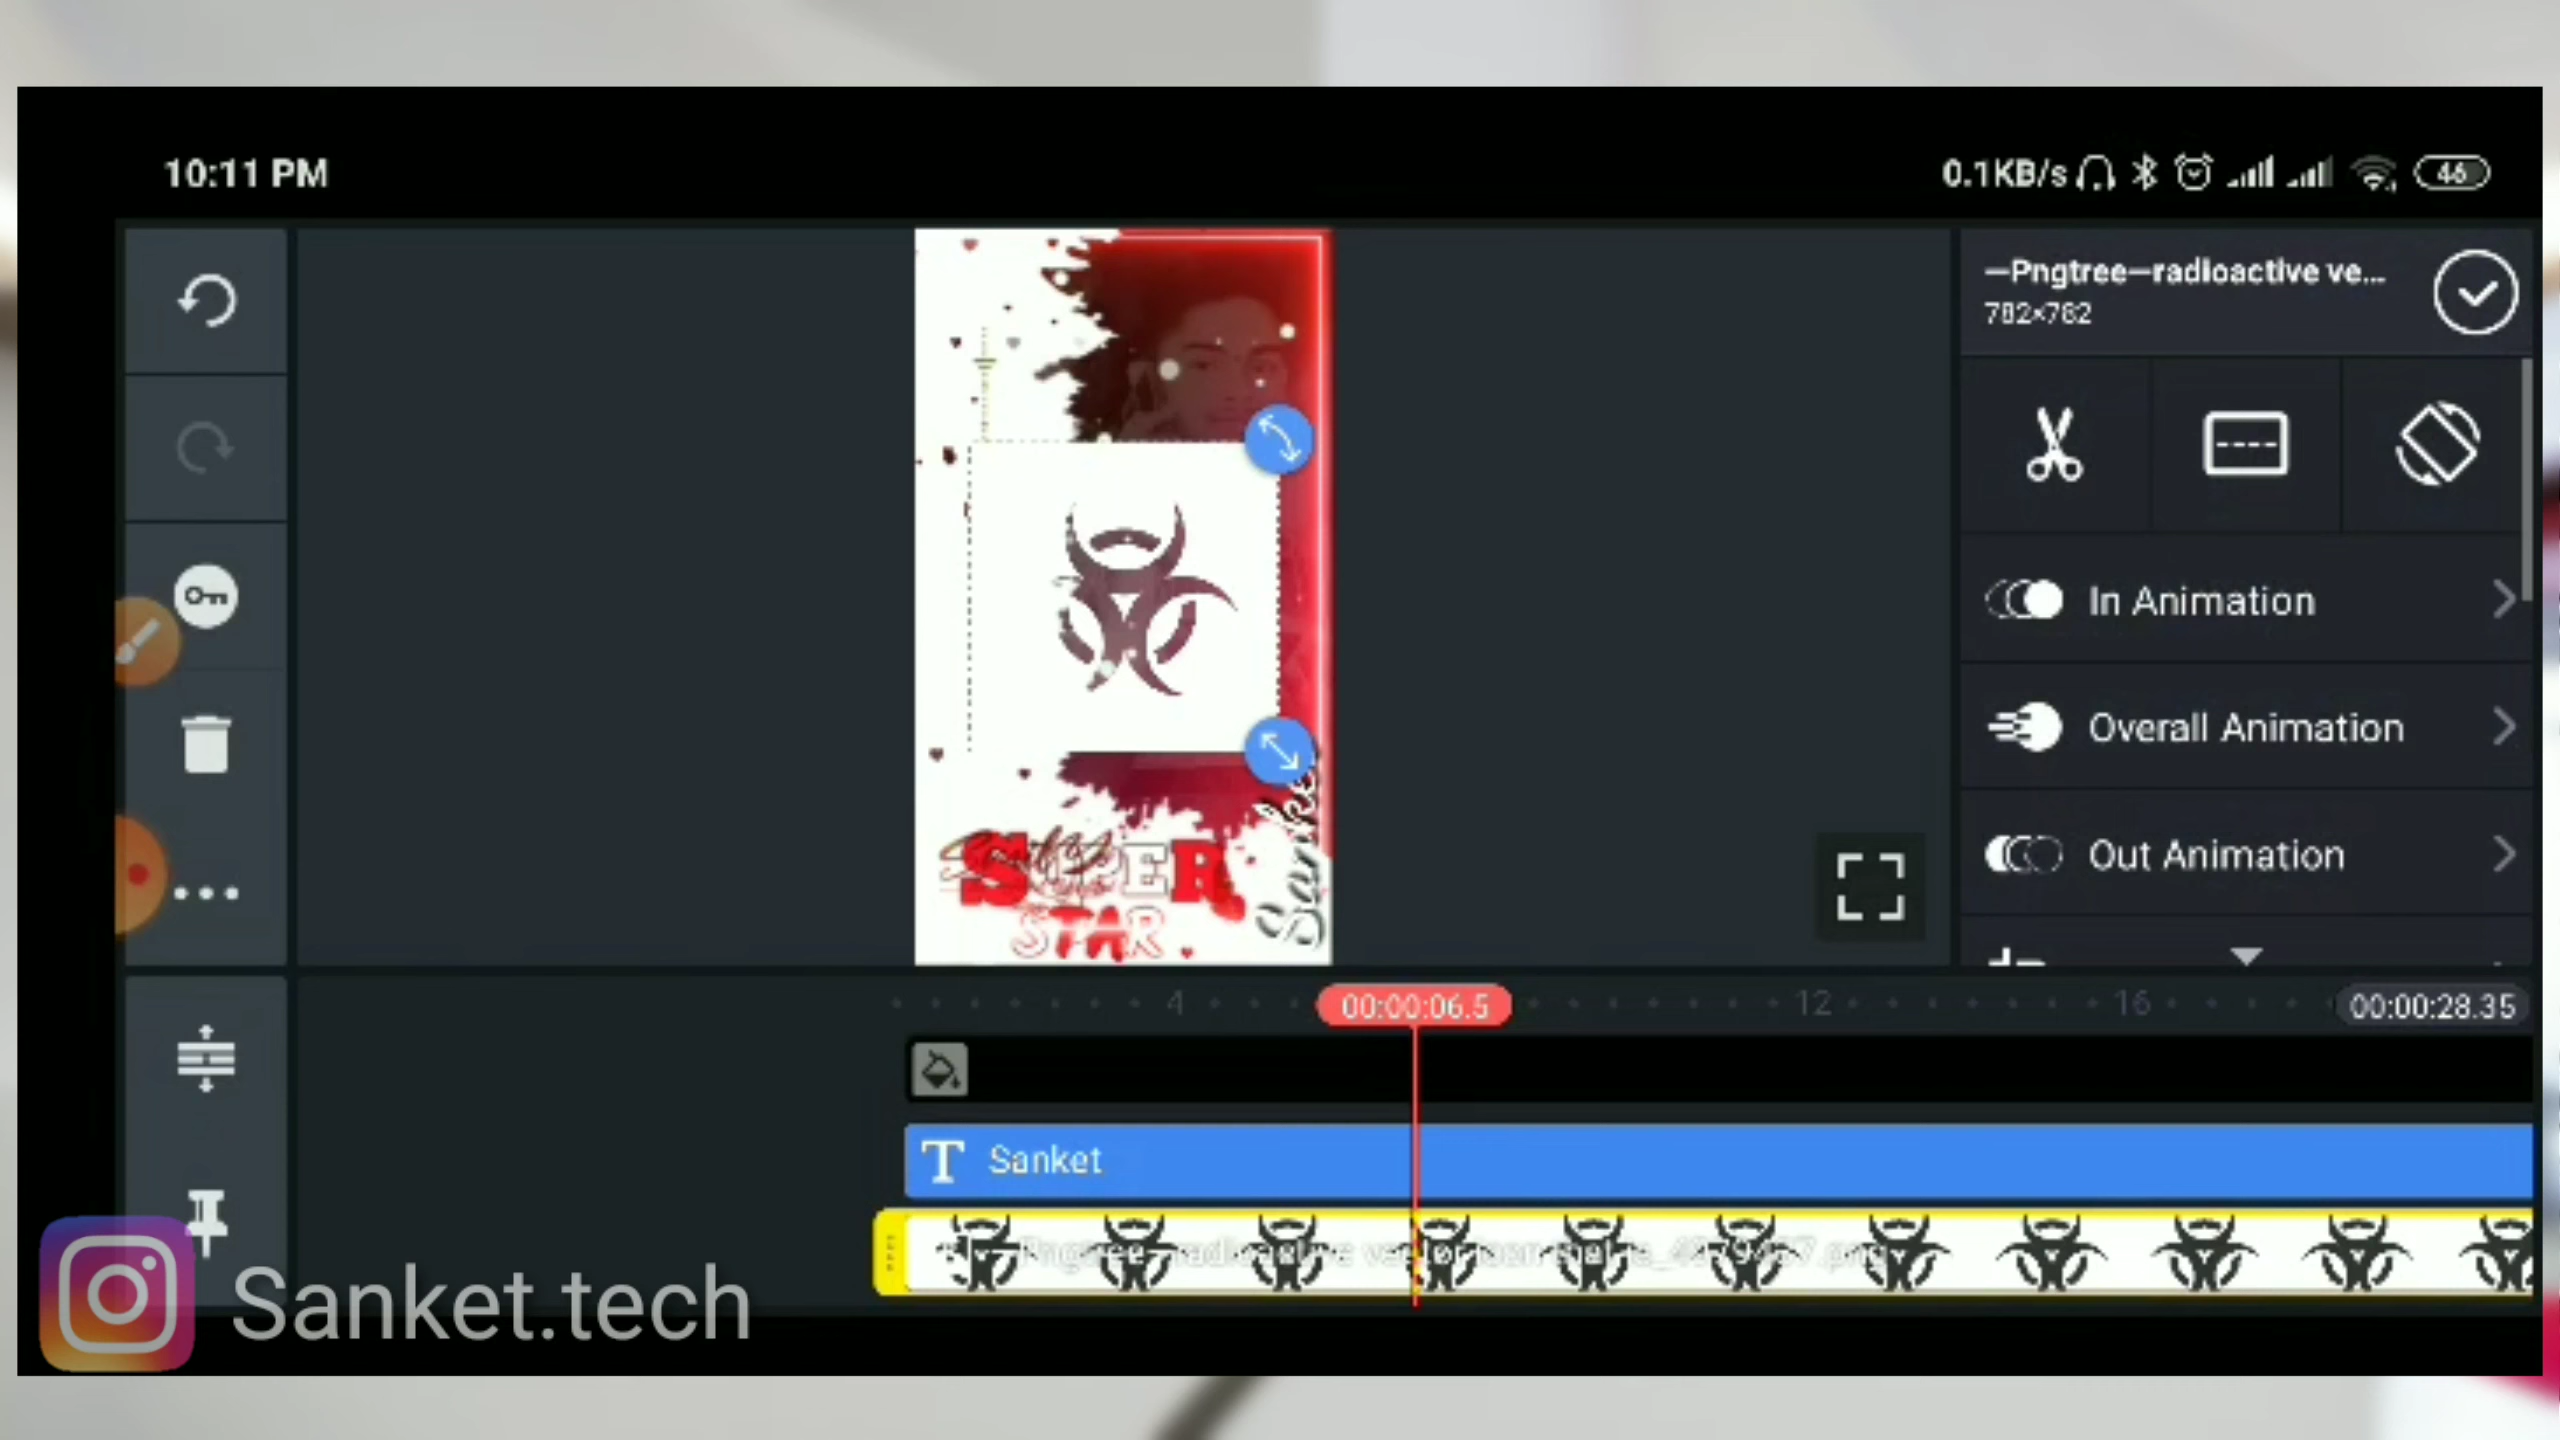 10:11 PM
0.1KB/s
46
—Pngtree—radioactive ve...
782×782
In Animation
Overall Animation
Out Animation
SUPER
STAR
Sanket
4
00:00:06.5
12
16
00:00:28.35
Sanket
Sanket.tech